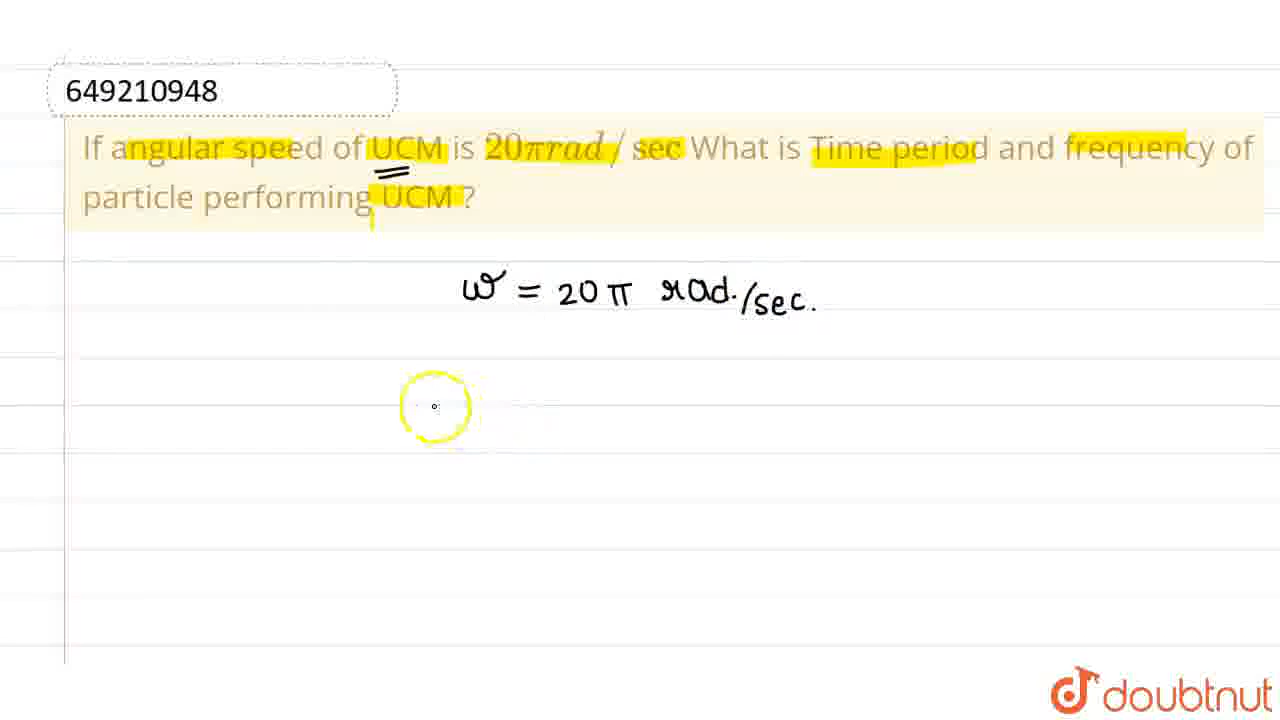 649210948
If angular speed of UCM is 20πrad / sec What is Time period and frequency of
particle performing UCM ?
ω = 20 π rad./sec.
doubtnut